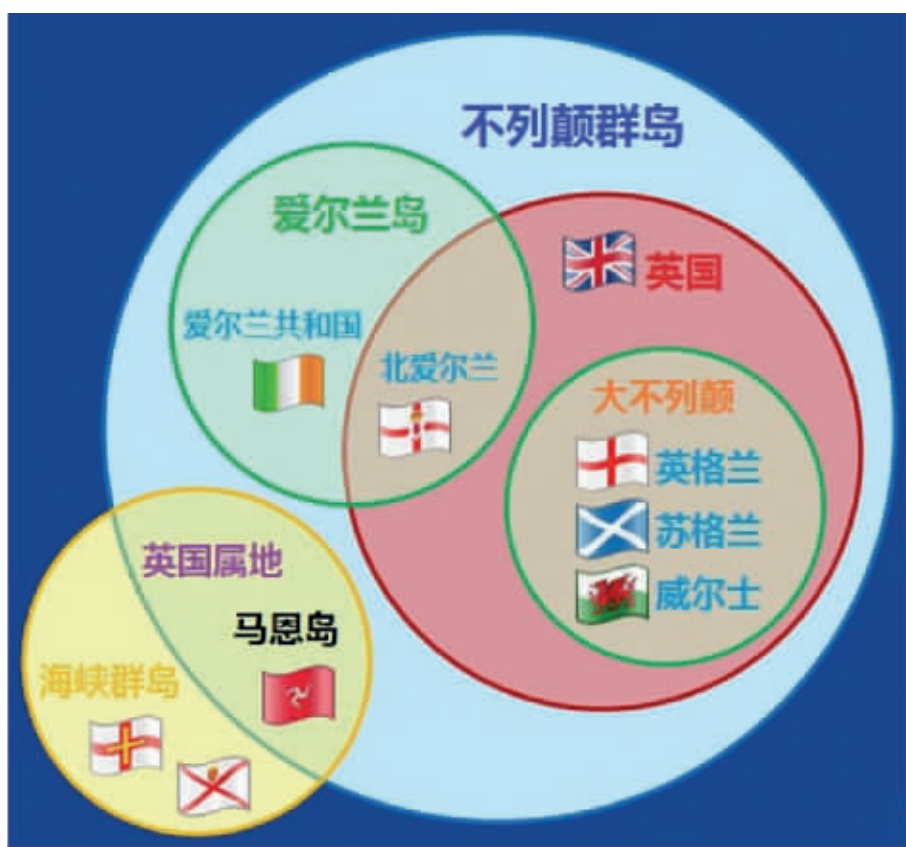 不列颠群岛
爱尔兰岛
英国
爱尔兰共和国
北爱尔兰
大不列颠
英格兰
苏格兰
威尔士
英国属地
马恩岛
海峡群岛